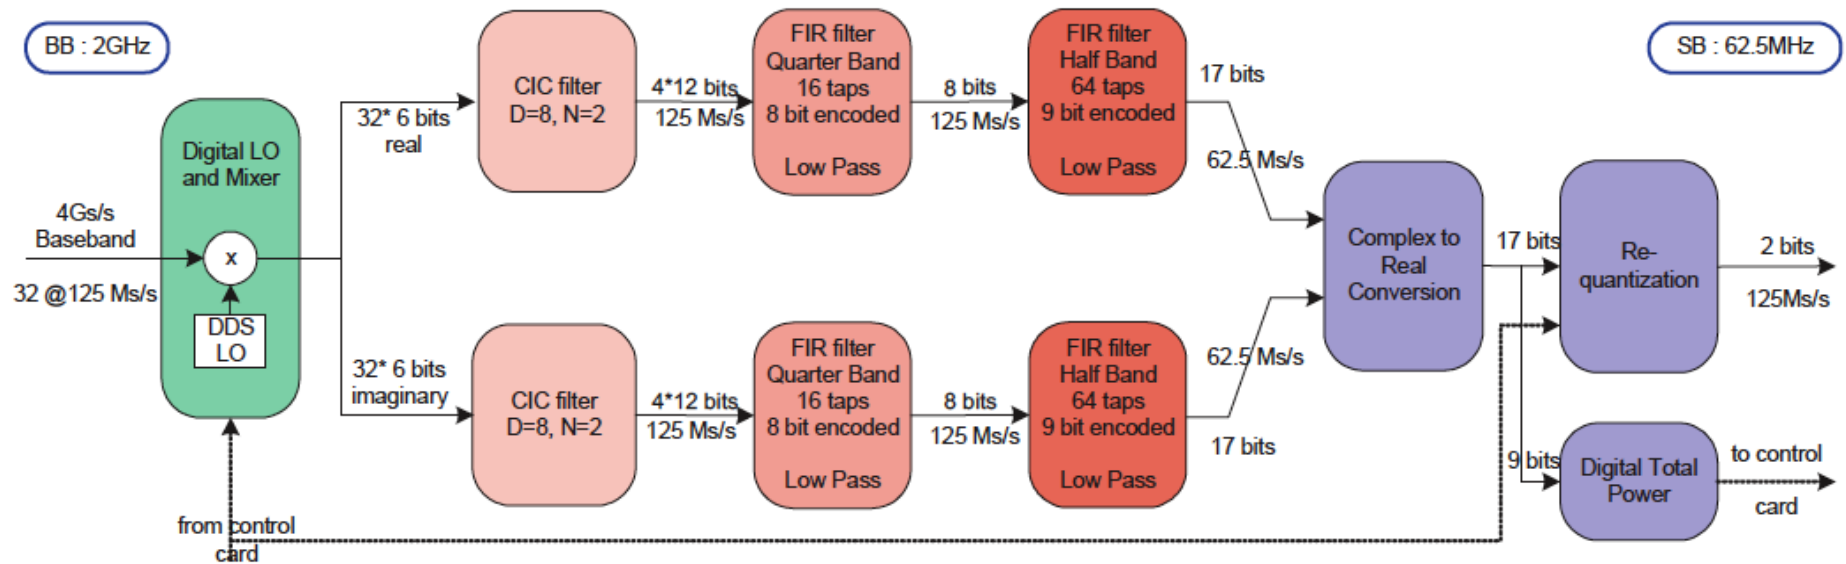 BB : 2GHz
SB : 62.5MHz
Digital LO
and Mixer
x
DDS
LO
4Gs/s
Baseband
32 @125 Ms/s
from control
card
32* 6 bits
real
32* 6 bits
imaginary
CIC filter
D=8, N=2
4*12 bits
125 Ms/s
FIR filter
Quarter Band
16 taps
8 bit encoded
Low Pass
8 bits
125 Ms/s
FIR filter
Half Band
64 taps
9 bit encoded
Low Pass
17 bits
62.5 Ms/s
CIC filter
D=8, N=2
4*12 bits
125 Ms/s
FIR filter
Quarter Band
16 taps
8 bit encoded
Low Pass
8 bits
125 Ms/s
FIR filter
Half Band
64 taps
9 bit encoded
Low Pass
62.5 Ms/s
17 bits
Complex to
Real
Conversion
17 bits
Re-
quantization
2 bits
125Ms/s
9 bits
Digital Total
Power
to control
card